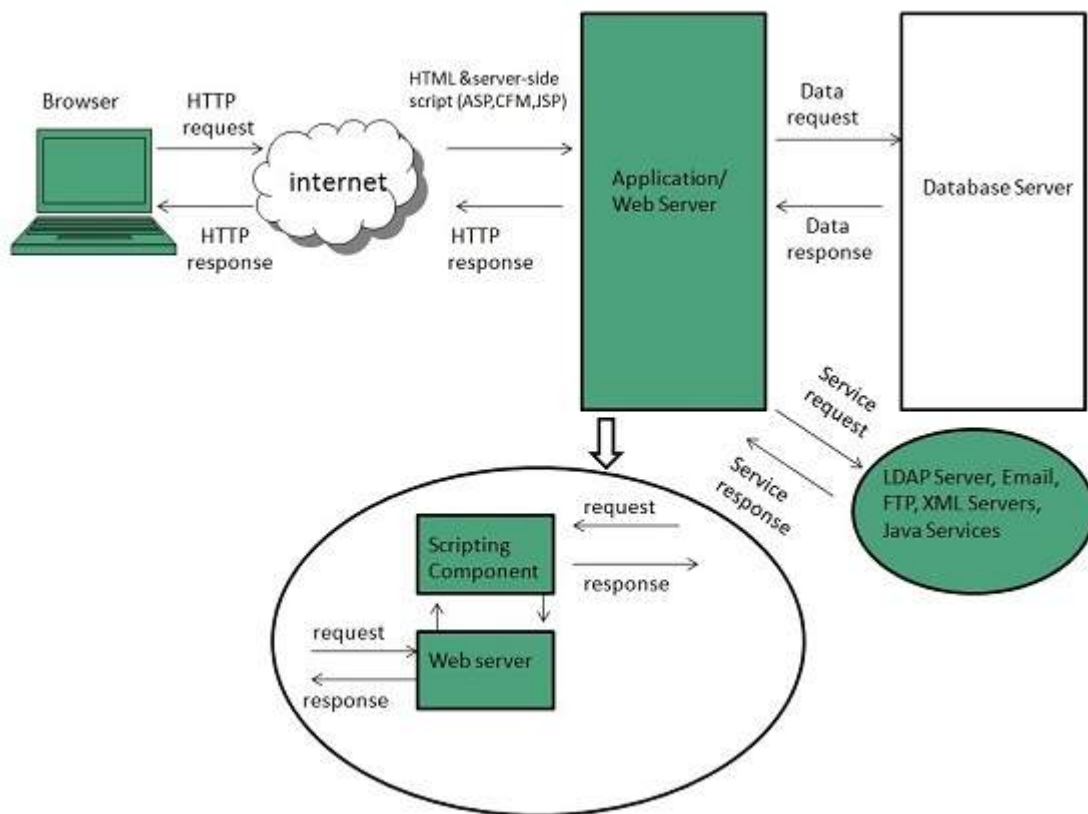 Browser
HTTP
request
HTTP
response
internet
HTML &server-side
script (ASP,CFM,JSP)
HTTP
response
Application/
Web Server
Data
request
Data
response
Database Server
Service
request
Service
response
LDAP Server, Email,
FTP, XML Servers,
Java Services
request
Scripting
Component
response
request
Web server
response